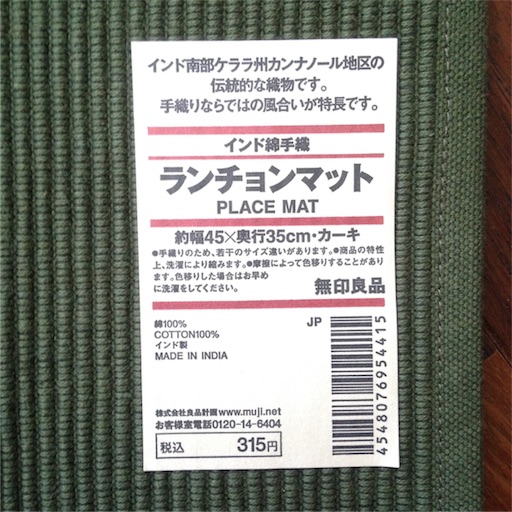 インド南部ケララ州カンナノール地区の
伝統的な織物です。
手織りならではの風合いが特長です。
インド綿手織
ランチョンマット
PLACE MAT
約幅45×奥行35cm・カーキ
●手織りのため、若干のサイズ違いがあります。●商品の特性
上、洗濯により縮みます。●摩擦によって色移りすることがあり
ます。色移りした場合はお早め
に洗濯をしてください。
無印良品
綿100%
COTTON100%
インド製
MADE IN INDIA
JP
4548076954415
株式会社良品計画 www.muji.net
お客様室電話0120-14-6404
税込 315円